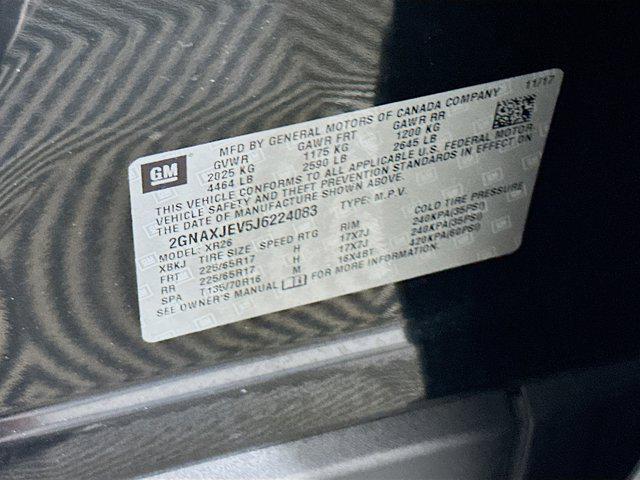 11/17
GM
MFD BY GENERAL MOTORS OF CANADA COMPANY
GVWR GAWR FRT GAWR RR
2025 KG 1175 KG 1200 KG
4464 LB 2590 LB 2645 LB
THIS VEHICLE CONFORMS TO ALL APPLICABLE U.S. FEDERAL MOTOR
VEHICLE SAFETY AND THEFT PREVENTION STANDARDS IN EFFECT ON
THE DATE OF MANUFACTURE SHOWN ABOVE.
2GNAXJEV5J6224083 TYPE: M.P.V.
MODEL: XR26
XBKJ TIRE SIZE SPEED RTG RIM COLD TIRE PRESSURE
FRT 225/65R17 H 17X7J 240KPA(35PSI)
RR 225/65R17 H 17X7J 240KPA(35PSI)
SPA T135/70R16 M 16X4BT 420KPA(60PSI)
SEE OWNER'S MANUAL FOR MORE INFORMATION